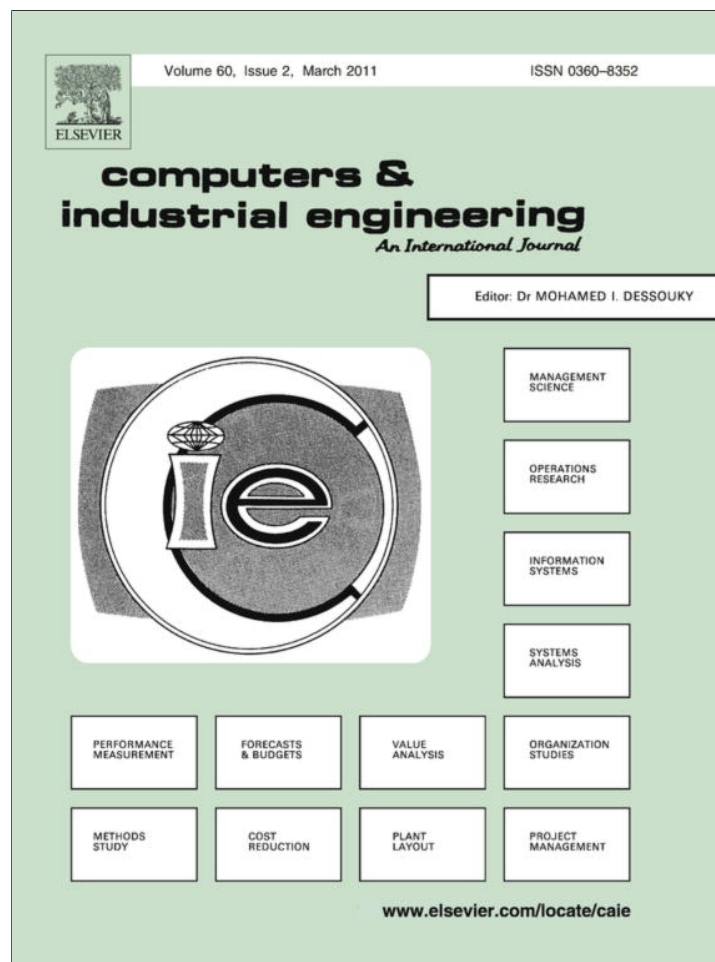 Volume 60, Issue 2, March 2011
ISSN 0360–8352
ELSEVIER
computers &
industrial engineering
An International Journal
Editor: Dr MOHAMED I. DESSOUKY
ie
MANAGEMENT
SCIENCE
OPERATIONS
RESEARCH
INFORMATION
SYSTEMS
SYSTEMS
ANALYSIS
PERFORMANCE
MEASUREMENT
FORECASTS
& BUDGETS
VALUE
ANALYSIS
ORGANIZATION
STUDIES
METHODS
STUDY
COST
REDUCTION
PLANT
LAYOUT
PROJECT
MANAGEMENT
www.elsevier.com/locate/caie